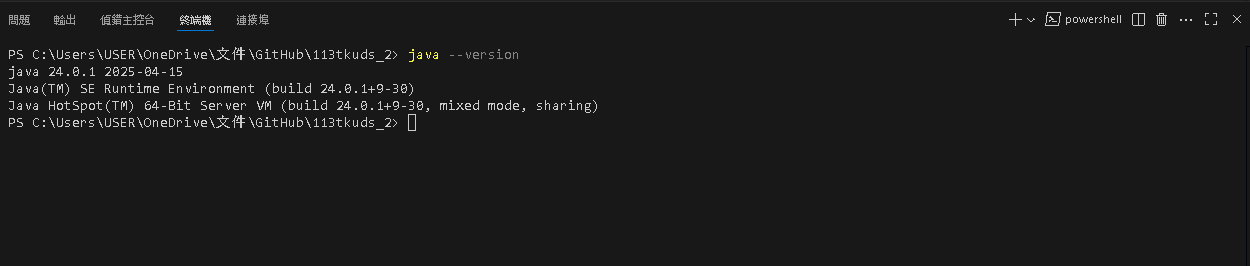 問題 輸出 偵錯主控台 終端機 連接埠 powershell
PS C:\Users\USER\OneDrive\文件\GitHub\113tkuds_2> java --version
java 24.0.1 2025-04-15
Java(TM) SE Runtime Environment (build 24.0.1+9-30)
Java HotSpot(TM) 64-Bit Server VM (build 24.0.1+9-30, mixed mode, sharing)
PS C:\Users\USER\OneDrive\文件\GitHub\113tkuds_2>